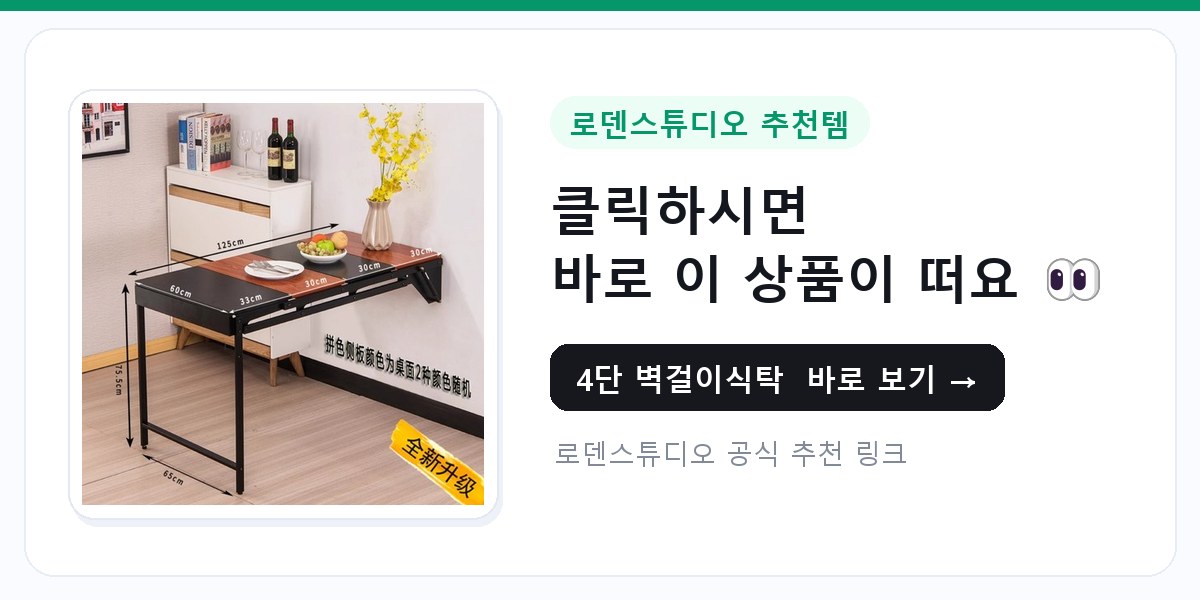 로덴스튜디오 추천템
클릭하시면
바로 이 상품이 떠요 👀
4단 벽걸이식탁 바로 보기 →
로덴스튜디오 공식 추천 링크
125cm
60cm
33cm
30cm
30cm
30cm
75.5cm
65cm
拼色侧板颜色为桌面2种颜色随机
全新升级